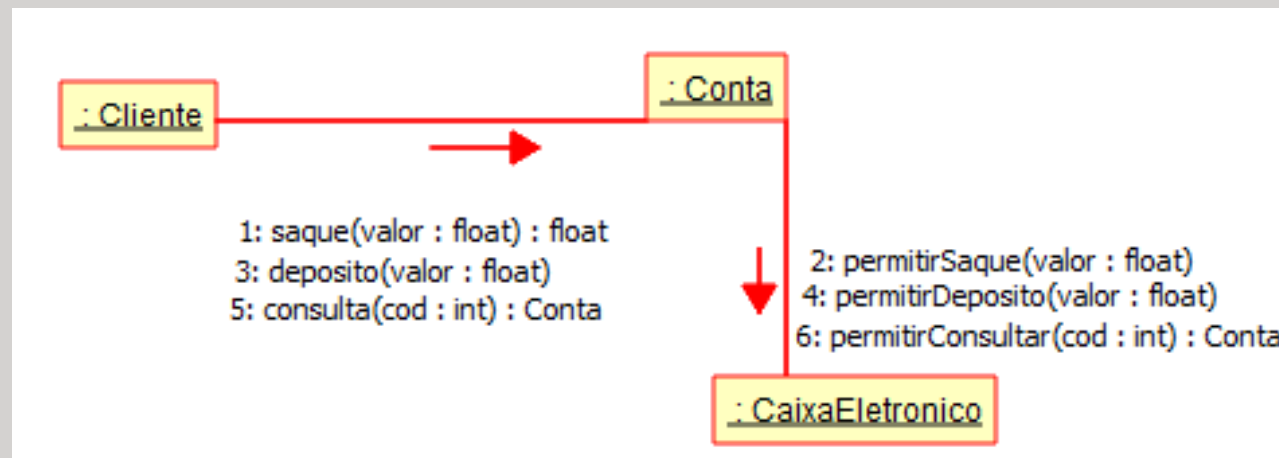 : Cliente
: Conta
1: saque(valor : float) : float
3: deposito(valor : float)
5: consulta(cod : int) : Conta
2: permitirSaque(valor : float)
4: permitirDeposito(valor : float)
6: permitirConsultar(cod : int) : Conta
: CaixaEletronico